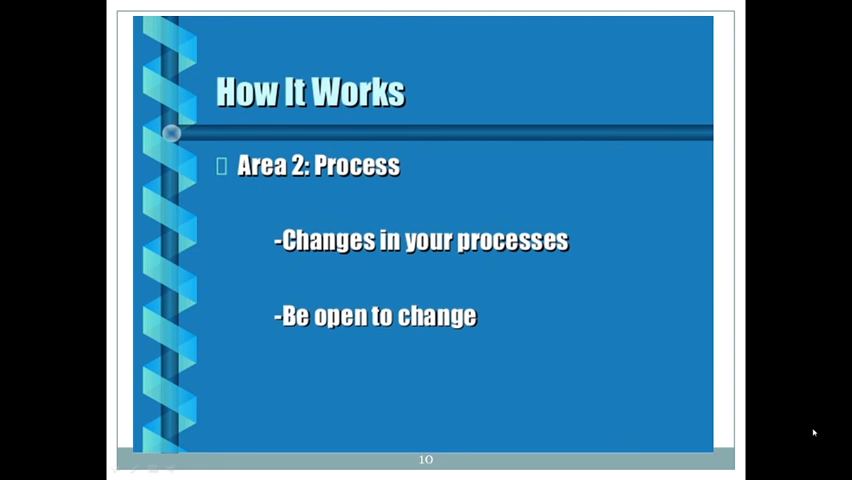 How It Works
Area 2: Process
-Changes in your processes
-Be open to change
10